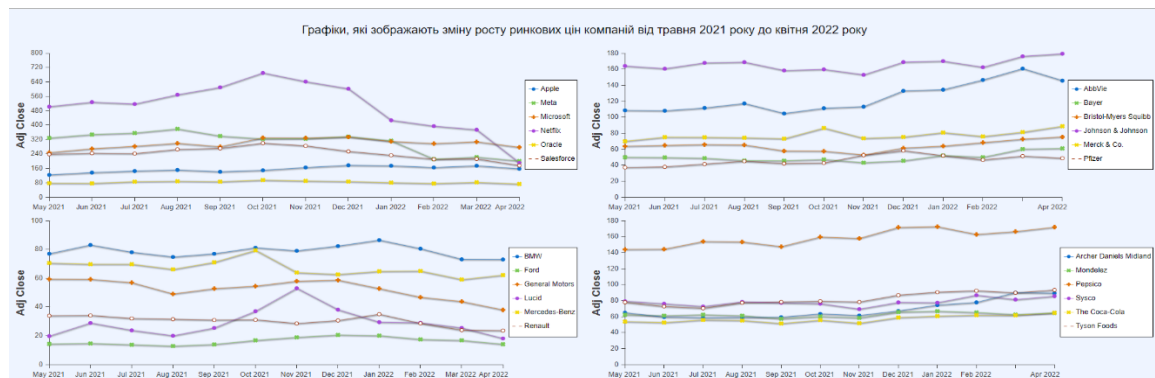 Графіки, які зображають зміну росту ринкових цін компаній від травня 2021 року до квітня 2022 року
Adj Close
800
720
640
560
480
400
320
240
160
80
0
May 2021 Jun 2021 Jul 2021 Aug 2021 Sep 2021 Oct 2021 Nov 2021 Dec 2021 Jan 2022 Feb 2022 Mar 2022 Apr 2022
Apple
Meta
Microsoft
Netflix
Oracle
Salesforce
Adj Close
180
160
140
120
100
80
60
40
20
0
May 2021 Jun 2021 Jul 2021 Aug 2021 Sep 2021 Oct 2021 Nov 2021 Dec 2021 Jan 2022 Feb 2022 Apr 2022
AbbVie
Bayer
Bristol-Myers Squibb
Johnson & Johnson
Merck & Co.
Pfizer
Adj Close
100
80
60
40
20
0
May 2021 Jun 2021 Jul 2021 Aug 2021 Sep 2021 Oct 2021 Nov 2021 Dec 2021 Jan 2022 Feb 2022 Mar 2022 Apr 2022
BMW
Ford
General Motors
Lucid
Mercedes-Benz
Renault
Adj Close
180
160
140
120
100
80
60
40
20
0
May 2021 Jun 2021 Jul 2021 Aug 2021 Sep 2021 Oct 2021 Nov 2021 Dec 2021 Jan 2022 Feb 2022 Apr 2022
Archer Daniels Midland
Mondelez
Pepsico
Sysco
The Coca-Cola
Tyson Foods